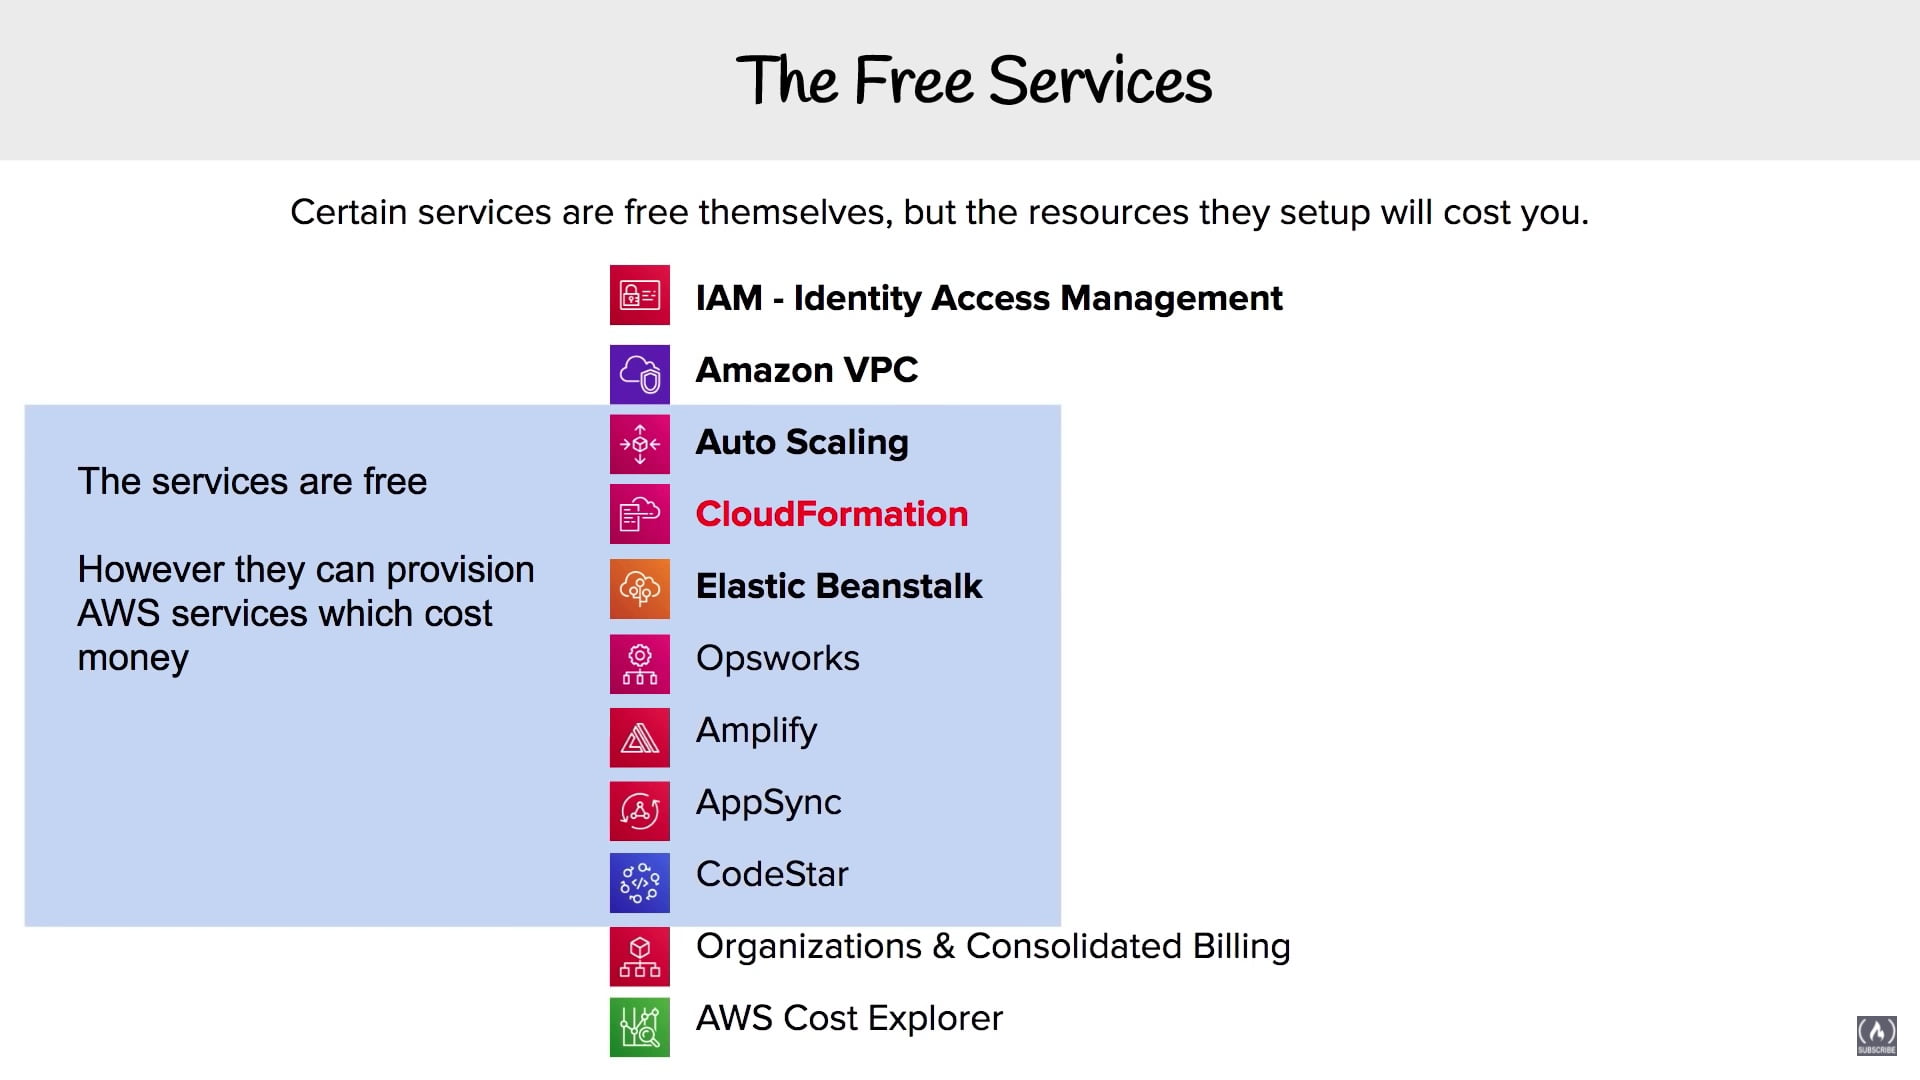 The Free Services
Certain services are free themselves, but the resources they setup will cost you.
IAM - Identity Access Management
Amazon VPC
Auto Scaling
The services are free
CloudFormation
However they can provision
AWS services which cost
money
Elastic Beanstalk
Opsworks
Amplify
AppSync
CodeStar
Organizations & Consolidated Billing
AWS Cost Explorer
SUBSCRIBE